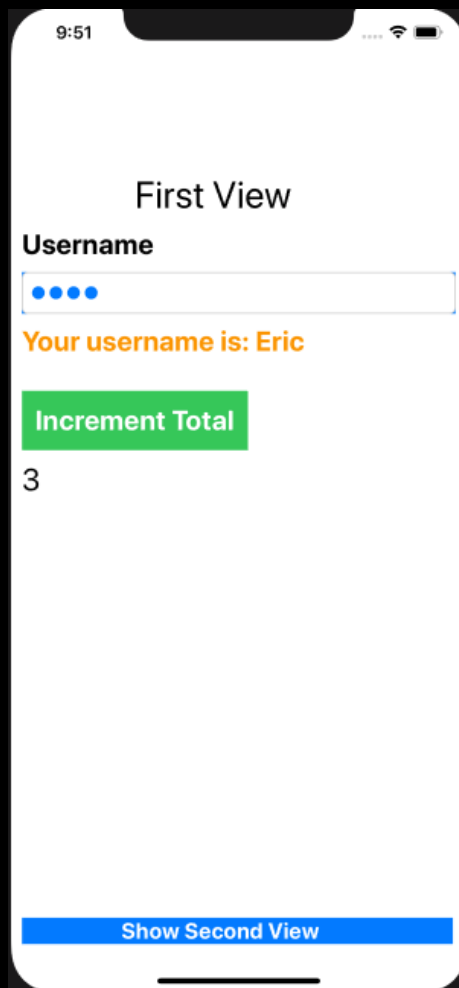 9:51
First View
Username
••••
Your username is: Eric
Increment Total
3
Show Second View